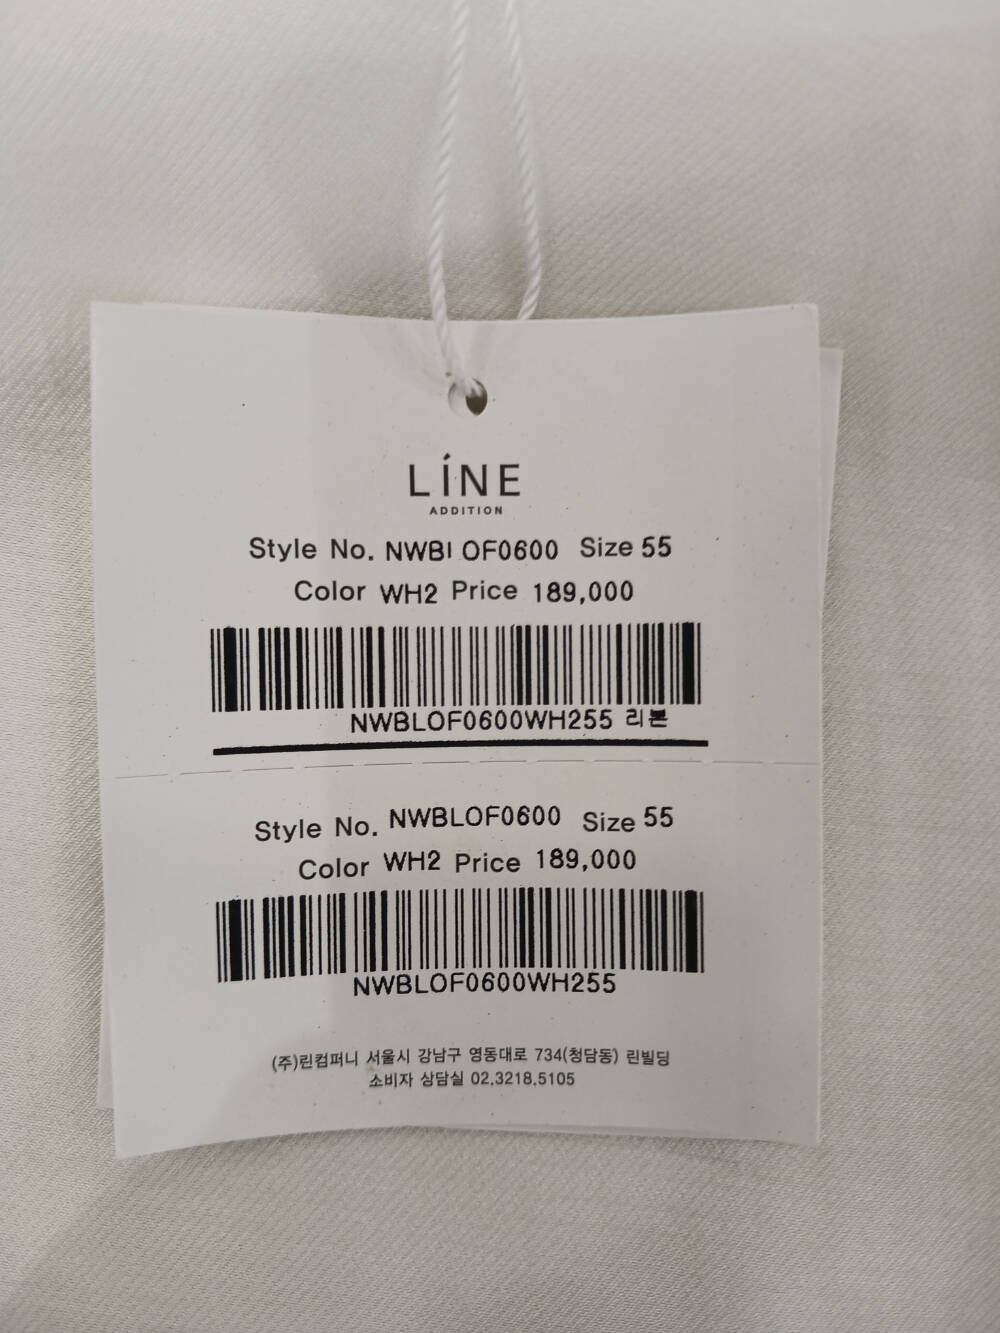 LíNE
ADDITION
Style No. NWBLOF0600 Size 55
Color WH2 Price 189,000
NWBLOF0600WH255 리본
Style No. NWBLOF0600 Size 55
Color WH2 Price 189,000
NWBLOF0600WH255
(주)린컴퍼니 서울시 강남구 영동대로 734(청담동) 린빌딩
소비자 상담실 02.3218.5105